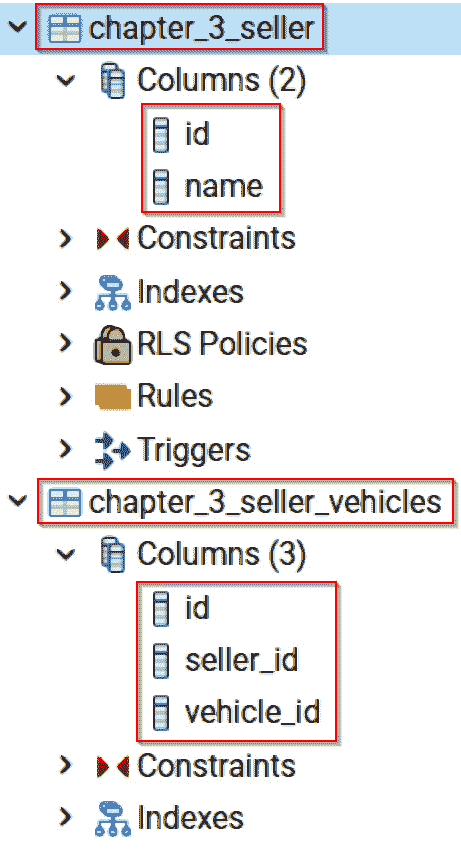 chapter_3_seller
Columns (2)
id
name
Constraints
Indexes
RLS Policies
Rules
Triggers
chapter_3_seller_vehicles
Columns (3)
id
seller_id
vehicle_id
Constraints
Indexes